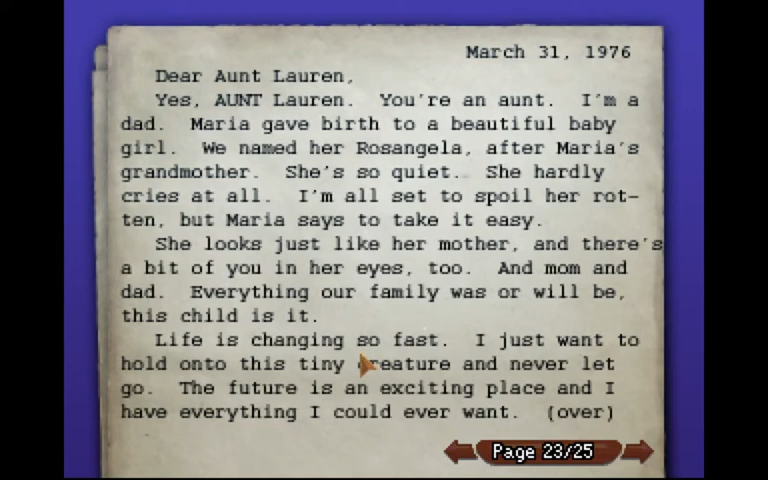 March 31, 1976
Dear Aunt Lauren,
Yes, AUNT Lauren. You're an aunt. I'm a
dad. Maria gave birth to a beautiful baby
girl. We named her Rosangela, after Maria's
grandmother. She's so quiet. She hardly
cries at all. I'm all set to spoil her rot-
ten, but Maria says to take it easy.
She looks just like her mother, and there's
a bit of you in her eyes, too. And mom and
dad. Everything our family was or will be,
this child is it.
Life is changing so fast. I just want to
hold onto this tiny creature and never let
go. The future is an exciting place and I
have everything I could ever want. (over)
Page 23/25